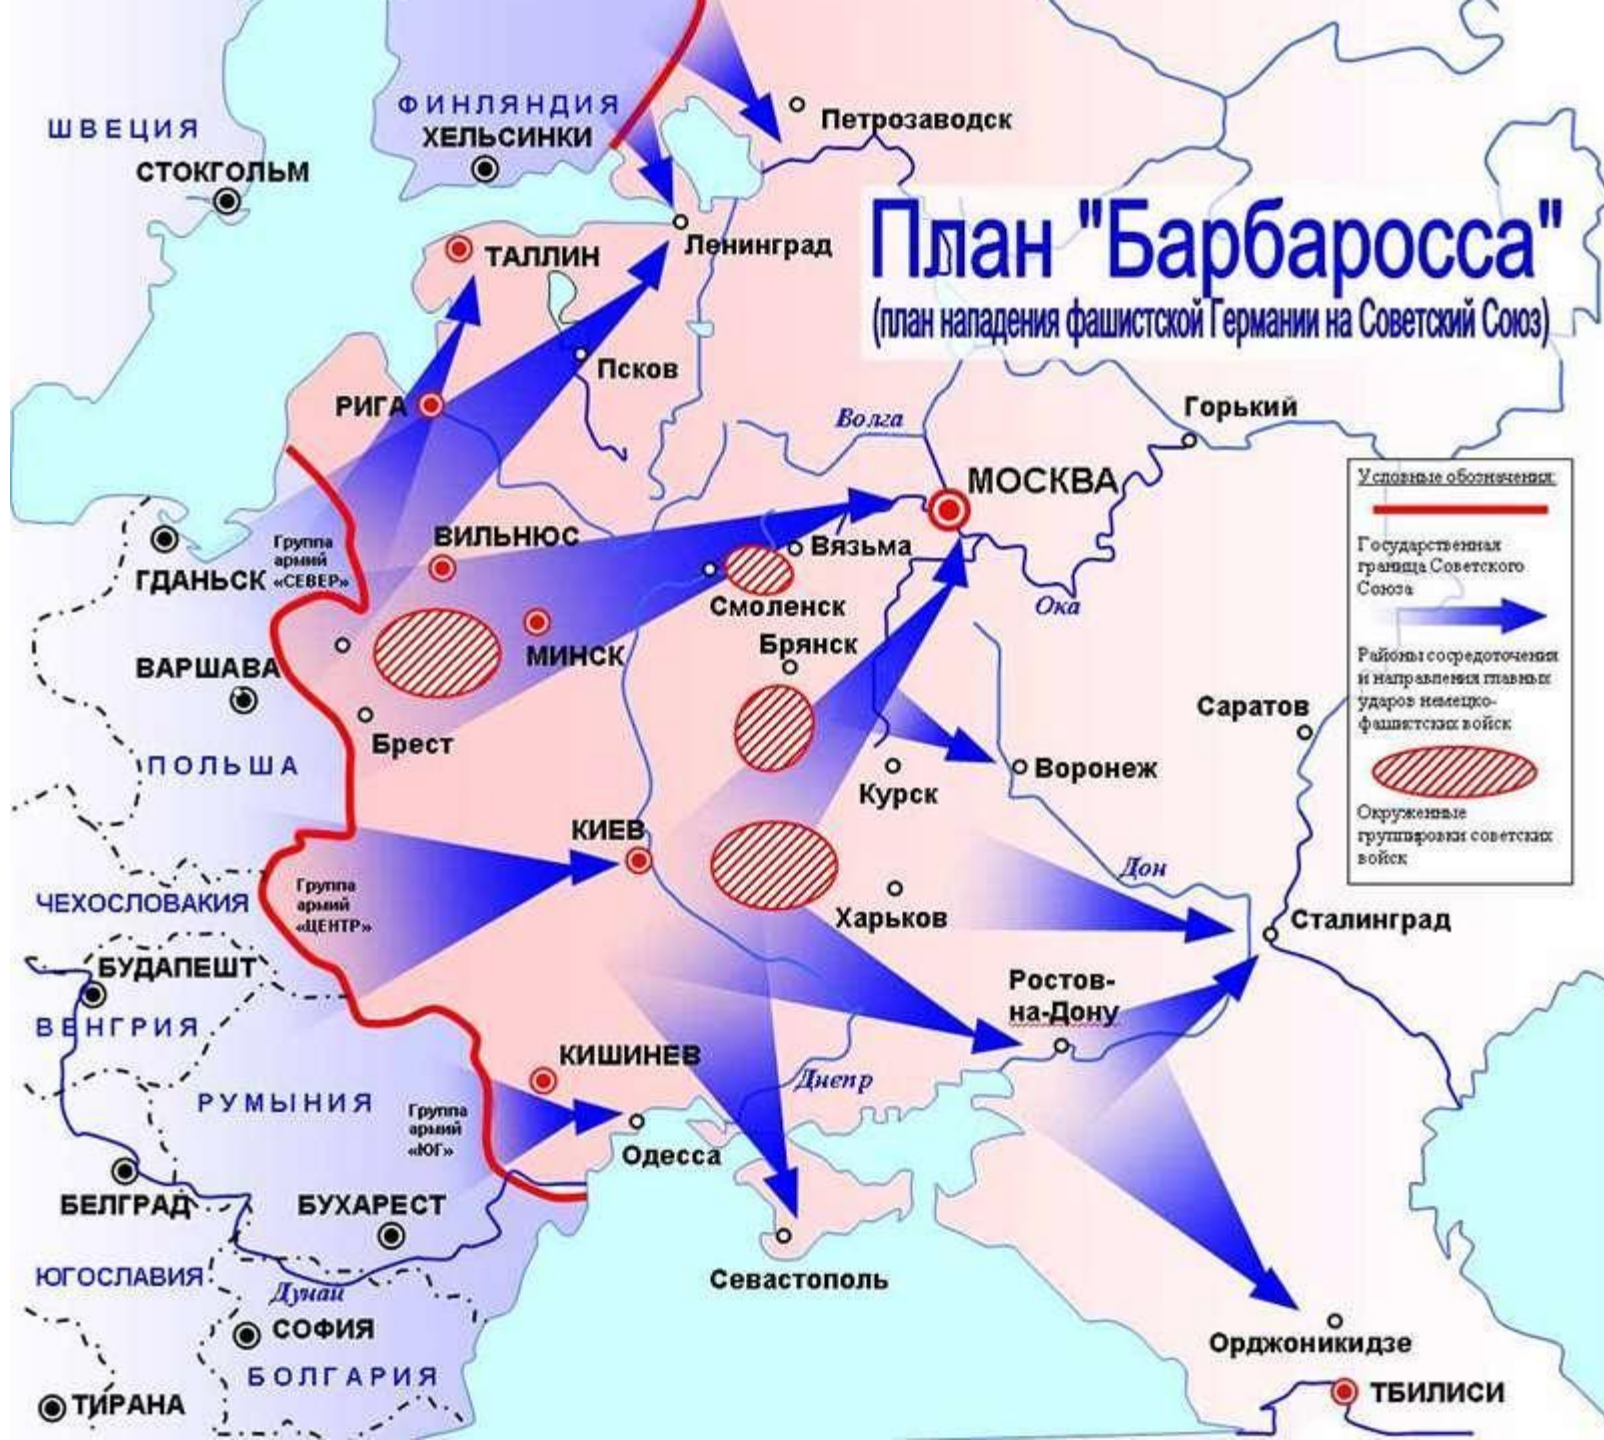 ШВЕЦИЯ
СТОКГОЛЬМ
ФИНЛЯНДИЯ
ХЕЛЬСИНКИ
Петрозаводск
Ленинград
ТАЛЛИН
План "Барбаросса"
(план нападения фашистской Германии на Советский Союз)
Псков
РИГА
Волга
Горький
МОСКВА
ВИЛЬНЮС
Вязьма
Группа
армий
«СЕВЕР»
ГДАНЬСК
Смоленск
Ока
МИНСК
Брянск
ВАРШАВА
Брест
ПОЛЬША
Саратов
Воронеж
Курск
КИЕВ
Дон
Харьков
Сталинград
ЧЕХОСЛОВАКИЯ
Группа
армий
«ЦЕНТР»
БУДАПЕШТ
ВЕНГРИЯ
Ростов-
на-Дону
КИШИНЕВ
Днепр
РУМЫНИЯ
Группа
армий
«ЮГ»
Одесса
БЕЛГРАД
БУХАРЕСТ
ЮГОСЛАВИЯ
Дунай
Севастополь
СОФИЯ
БОЛГАРИЯ
ТИРАНА
Орджоникидзе
ТБИЛИСИ
Условные обозначения:
Государственная
граница Советского
Союза
Районы сосредоточения
и направления главных
ударов немецко-
фашистских войск
Окруженные
группировки советских
войск